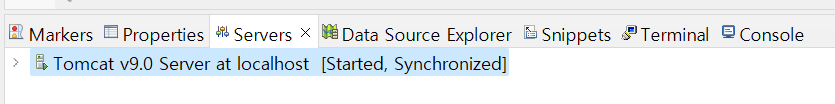 Markers Properties Servers Data Source Explorer Snippets Terminal Console
Tomcat v9.0 Server at localhost [Started, Synchronized]